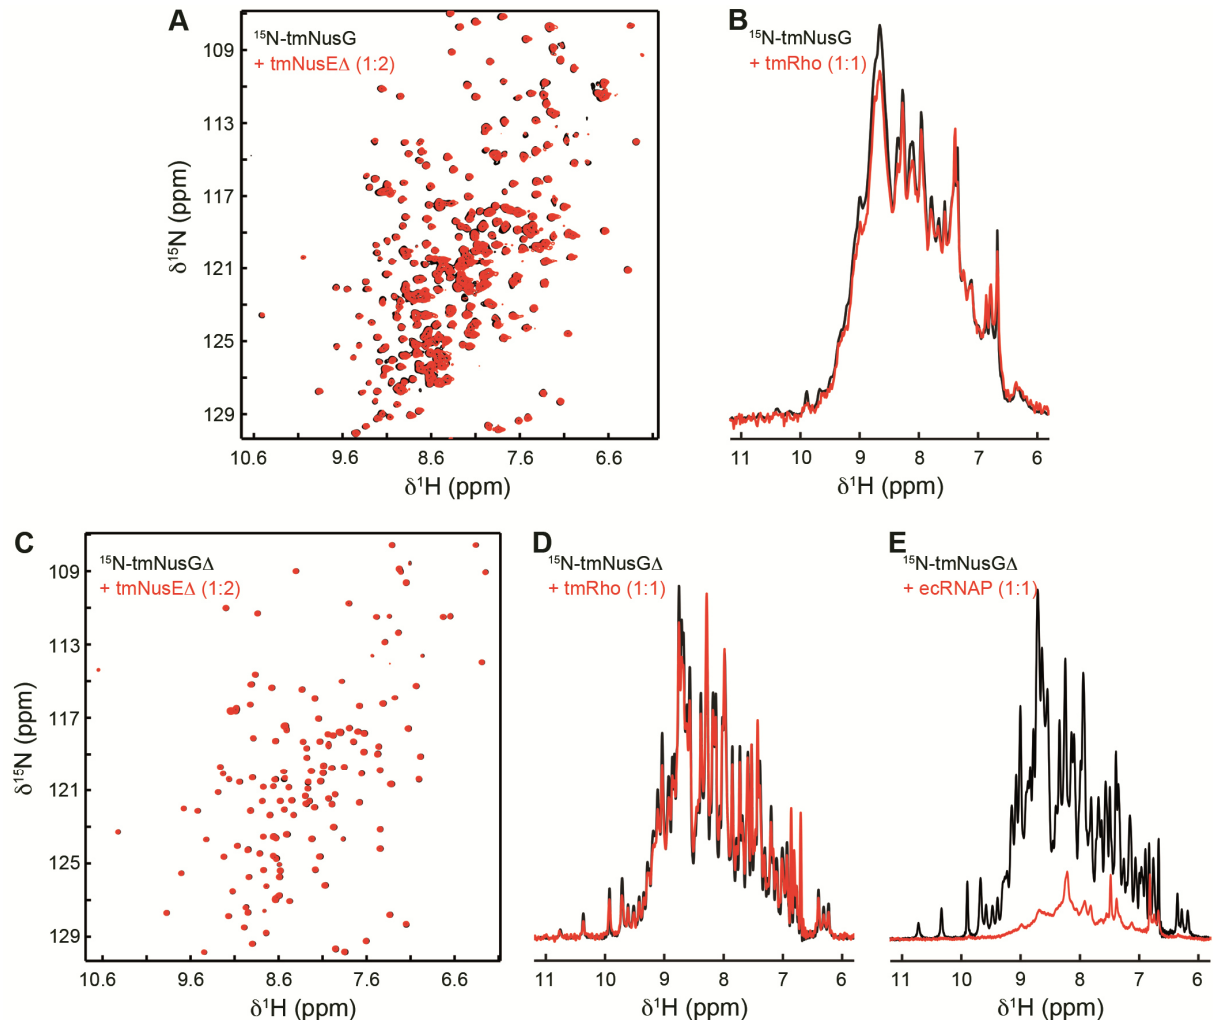 A
¹⁵N-tmNusG
+ tmNusEΔ (1:2)
109
113
117
121
125
129
δ¹⁵N (ppm)
10.6 9.6 8.6 7.6 6.6
δ¹H (ppm)
B
¹⁵N-tmNusG
+ tmRho (1:1)
11 10 9 8 7 6
δ¹H (ppm)
C
¹⁵N-tmNusGΔ
+ tmNusEΔ (1:2)
109
113
117
121
125
129
δ¹⁵N (ppm)
10.6 9.6 8.6 7.6 6.6
δ¹H (ppm)
D
¹⁵N-tmNusGΔ
+ tmRho (1:1)
11 10 9 8 7 6
δ¹H (ppm)
E
¹⁵N-tmNusGΔ
+ ecRNAP (1:1)
11 10 9 8 7 6
δ¹H (ppm)